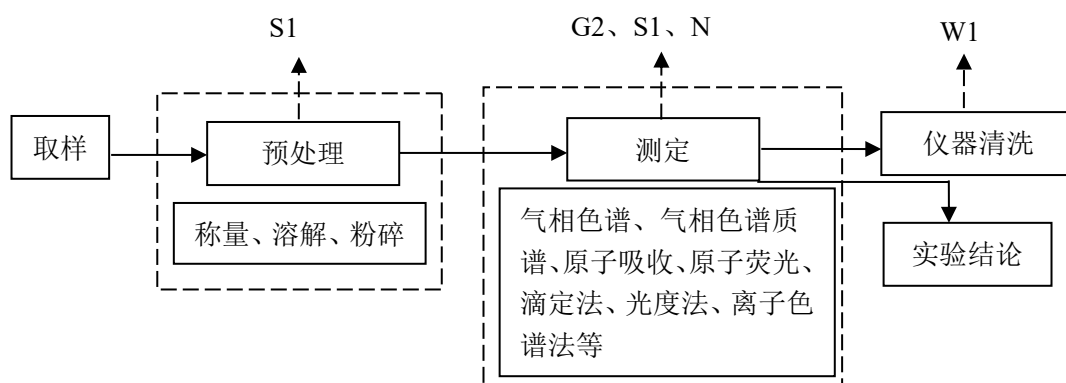 S1
G2、S1、N
W1
取样
预处理
测定
仪器清洗
称量、溶解、粉碎
气相色谱、气相色谱质
谱、原子吸收、原子荧光、
滴定法、光度法、离子色
谱法等
实验结论